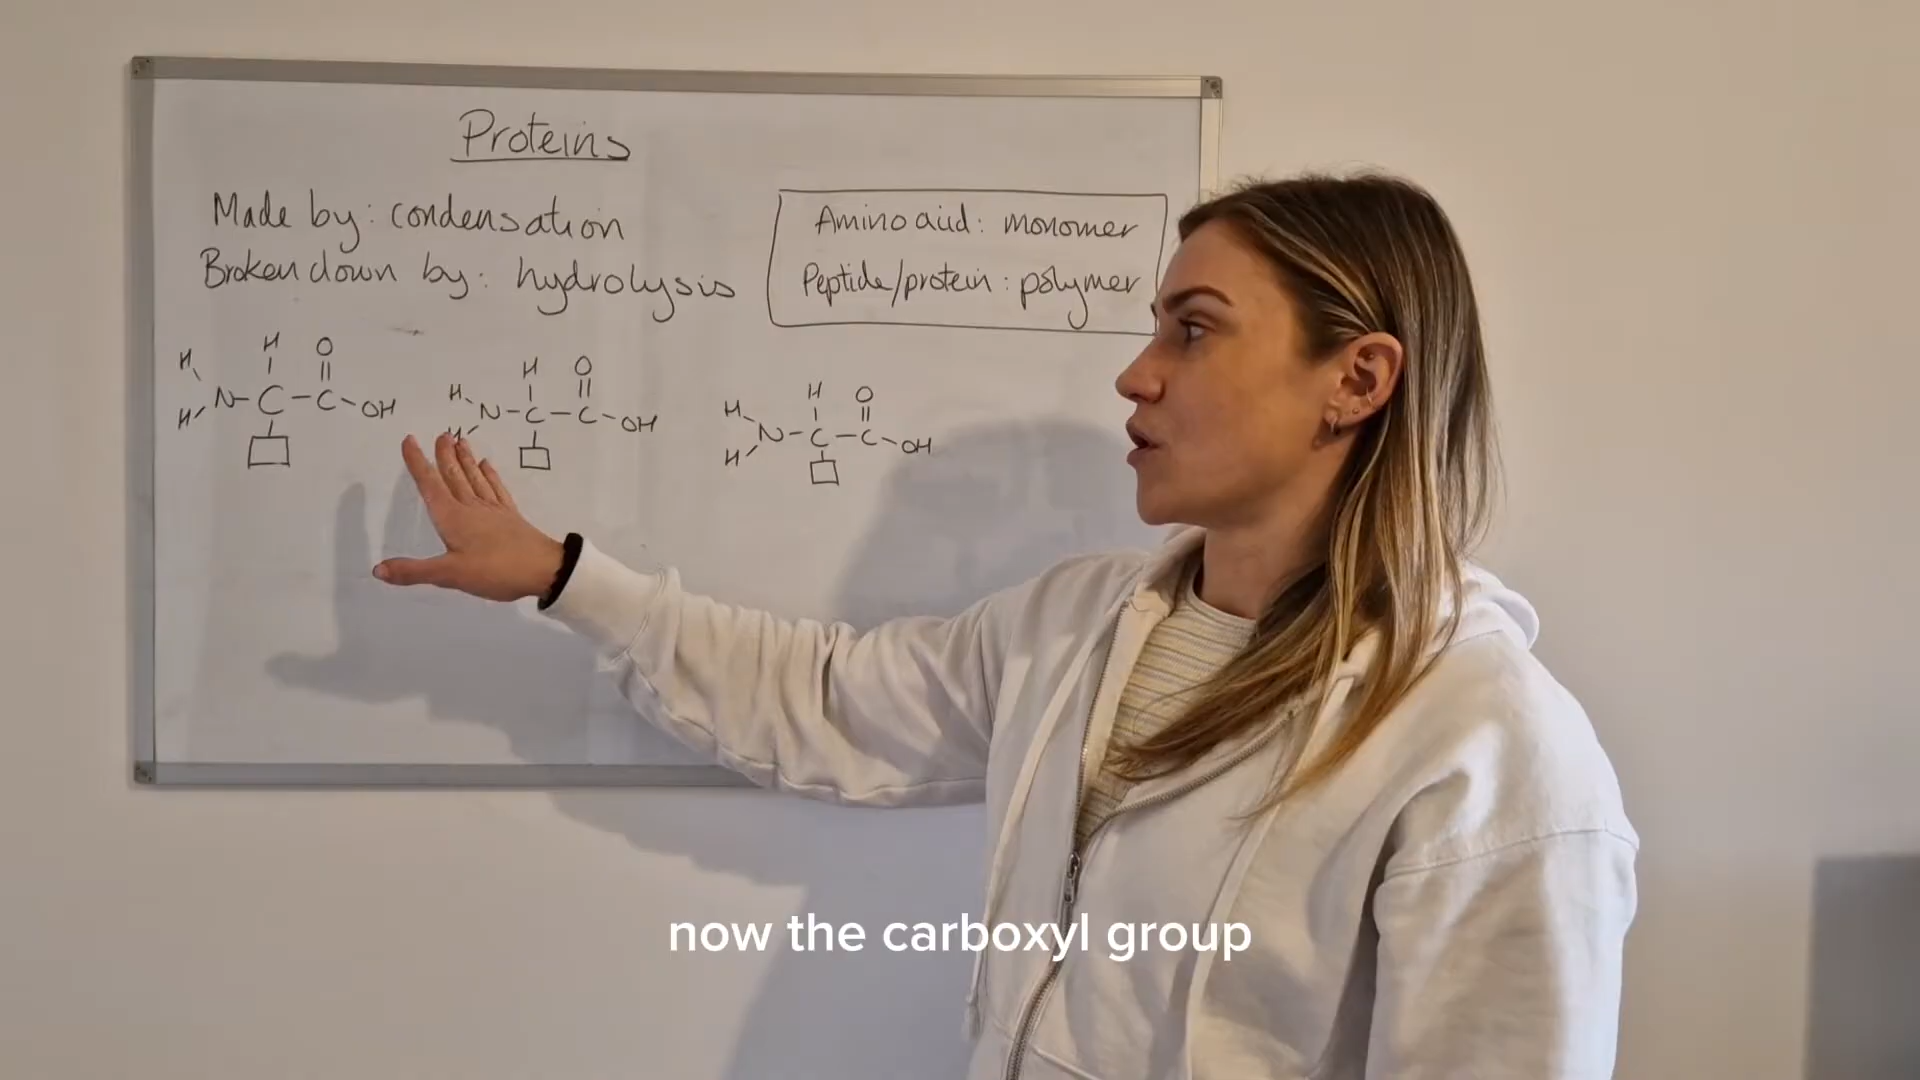 Proteins
Made by: condensation
Broken down by: hydrolysis
Amino acid: monomer
Peptide/protein: polymer
H H O
H N C C OH
H H O
H N C C OH
H H O
H N C C OH
now the carboxyl group